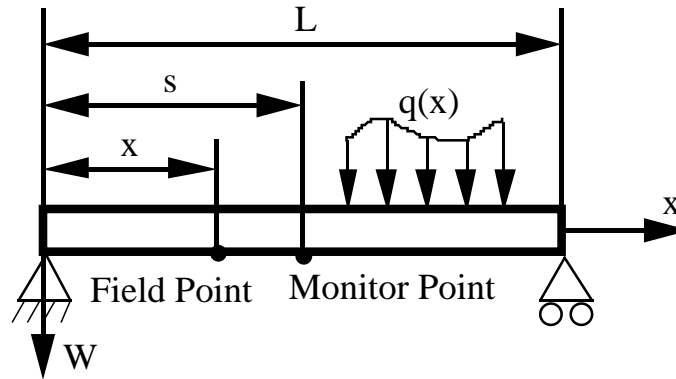 L
s
q(x)
x
x
Field Point
Monitor Point
W